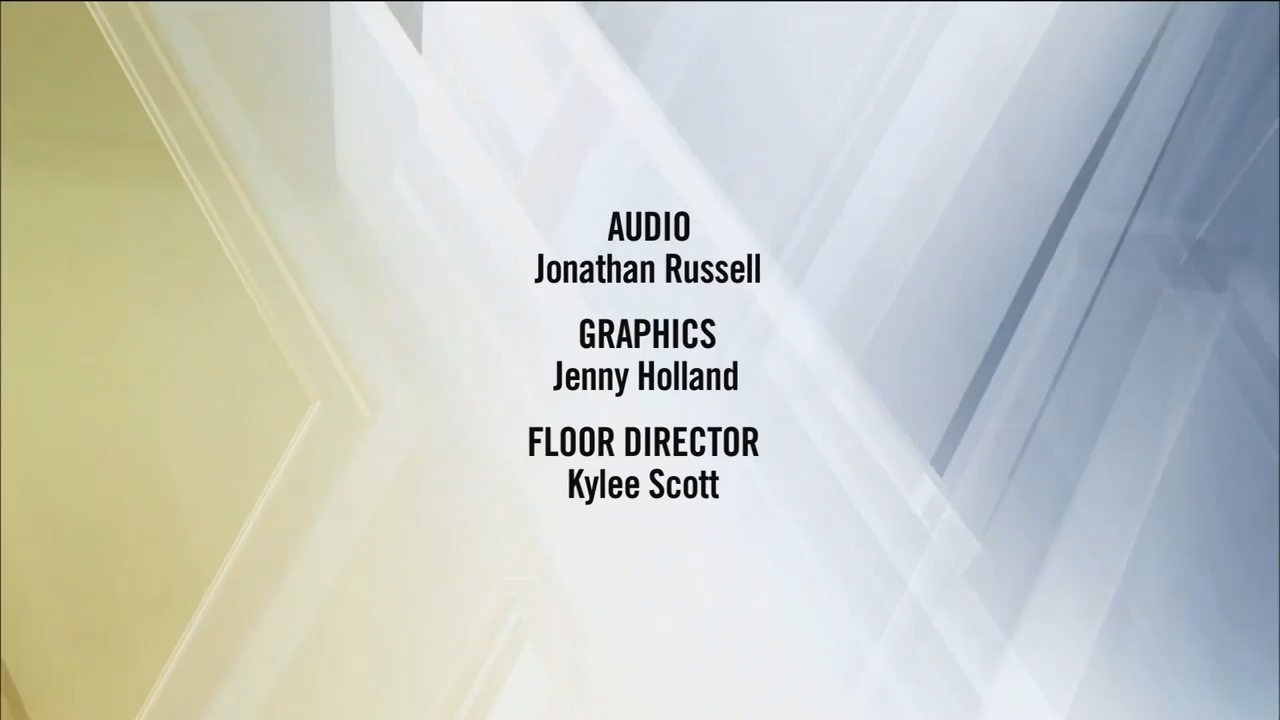 AUDIO
Jonathan Russell
GRAPHICS
Jenny Holland
FLOOR DIRECTOR
Kylee Scott